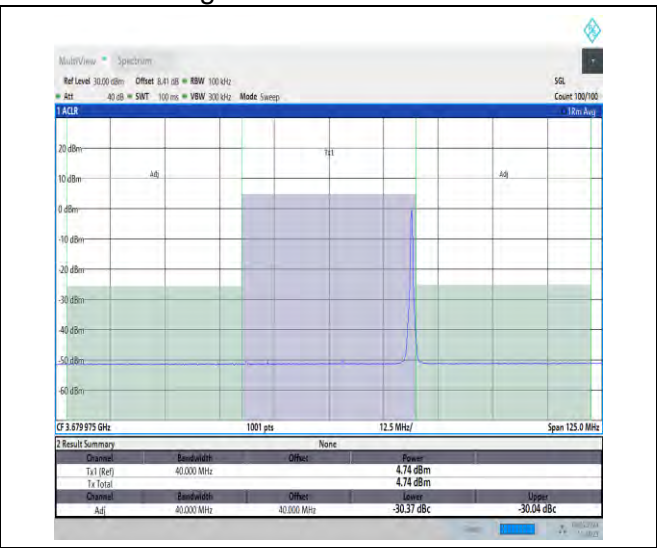 MultiView Spectrum
Ref Level 30.00 dBm Offset 8.41 dB RBW 100 kHz SGL
Att 40 dB SWT 100 ms VBW 300 kHz Mode Sweep Count 100/100
1 ACLR 1Rm Avg
20 dBm
Tx1
Adj Adj
10 dBm
0 dBm
-10 dBm
-20 dBm
-30 dBm
-40 dBm
-50 dBm
-60 dBm
CF 3.679 975 GHz 1001 pts 12.5 MHz/ Span 125.0 MHz
2 Result Summary None
Channel Bandwidth Offset Power
Tx1 (Ref) 40.000 MHz 4.74 dBm
Tx Total 4.74 dBm
Channel Bandwidth Offset Lower Upper
Adj 40.000 MHz 40.000 MHz -30.37 dBc -30.04 dBc